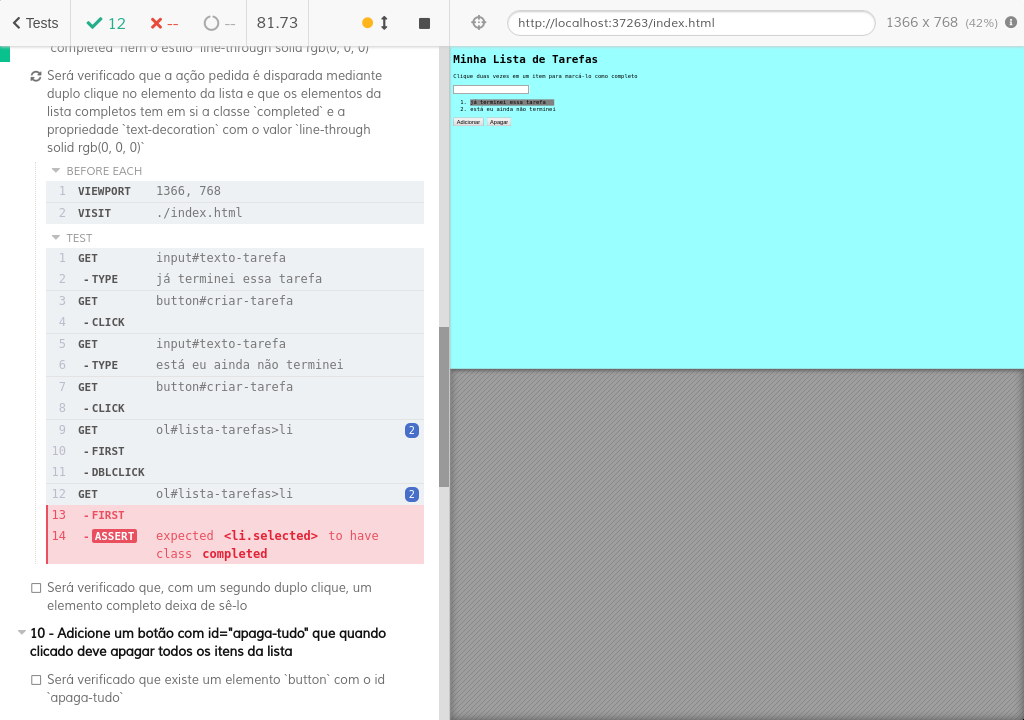 Tests
12
--
--
81.73
http://localhost:37263/index.html
1366 x 768 (42%)
`completed` nem o estilo `line-through solid rgb(0, 0, 0)`
Será verificado que a ação pedida é disparada mediante
duplo clique no elemento da lista e que os elementos da
lista completos tem em si a classe `completed` e a
propriedade `text-decoration` com o valor `line-through
solid rgb(0, 0, 0)`
BEFORE EACH
1 VIEWPORT 1366, 768
2 VISIT ./index.html
TEST
1 GET input#texto-tarefa
2 -TYPE já terminei essa tarefa
3 GET button#criar-tarefa
4 -CLICK
5 GET input#texto-tarefa
6 -TYPE está eu ainda não terminei
7 GET button#criar-tarefa
8 -CLICK
9 GET ol#lista-tarefas>li 2
10 -FIRST
11 -DBLCLICK
12 GET ol#lista-tarefas>li 2
13 -FIRST
14 -ASSERT expected <li.selected> to have
class completed
Será verificado que, com um segundo duplo clique, um
elemento completo deixa de sê-lo
10 - Adicione um botão com id="apaga-tudo" que quando
clicado deve apagar todos os itens da lista
Será verificado que existe um elemento `button` com o id
`apaga-tudo`
Minha Lista de Tarefas
Clique duas vezes em um item para marcá-lo como completo
1. já terminei essa tarefa
2. está eu ainda não terminei
Adicionar Apagar